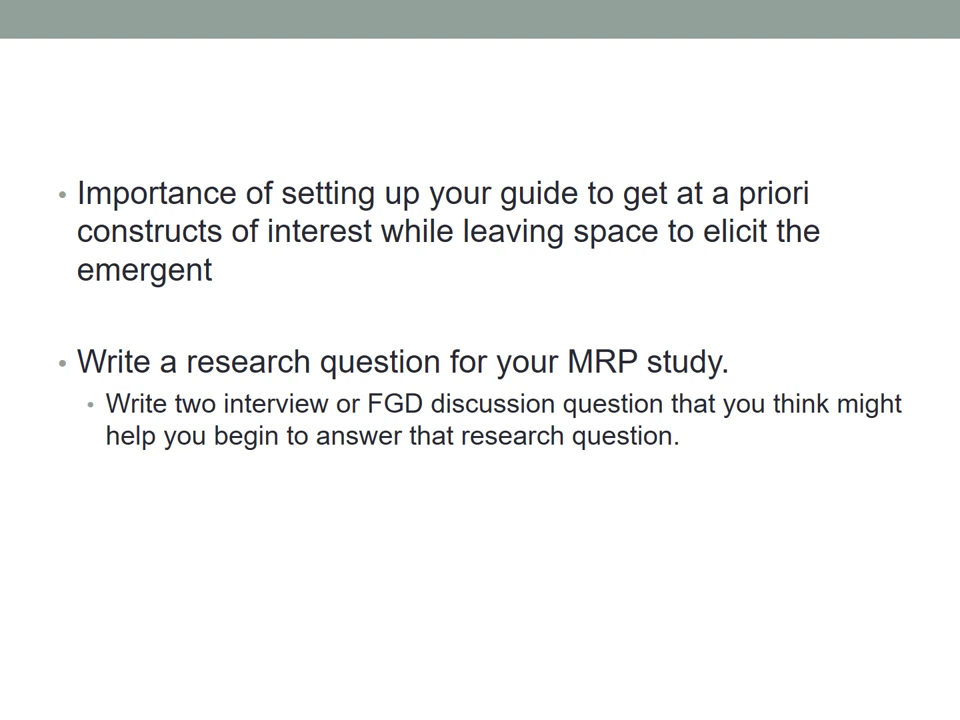 • Importance of setting up your guide to get at a priori
constructs of interest while leaving space to elicit the
emergent
• Write a research question for your MRP study.
• Write two interview or FGD discussion question that you think might
help you begin to answer that research question.